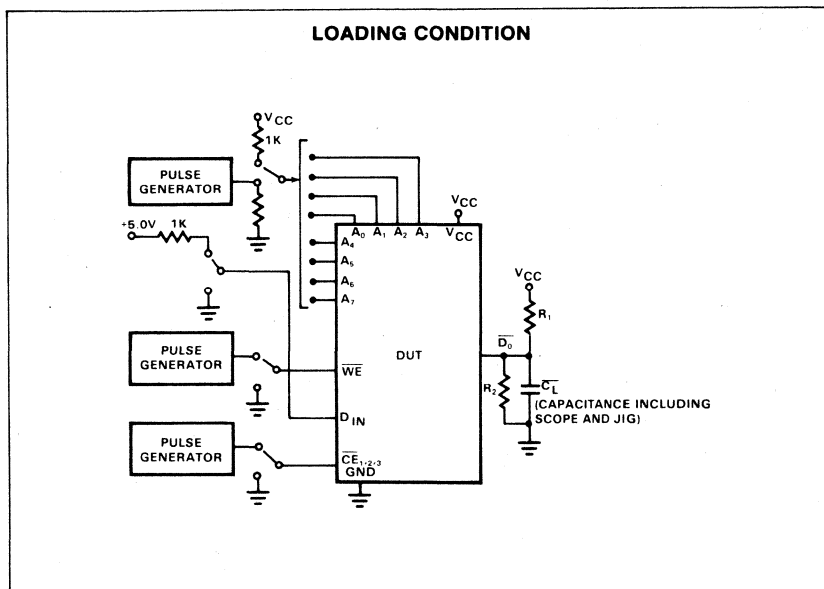 LOADING CONDITION
VCC
1K
PULSE
GENERATOR
+5.0V 1K
A0 A1 A2 A3
VCC
VCC
A4
A5
A6
A7
VCC
R1
D0
DUT
R2
CL
(CAPACITANCE INCLUDING
SCOPE AND JIG)
PULSE
GENERATOR
WE
DIN
PULSE
GENERATOR
CE1,2,3
GND